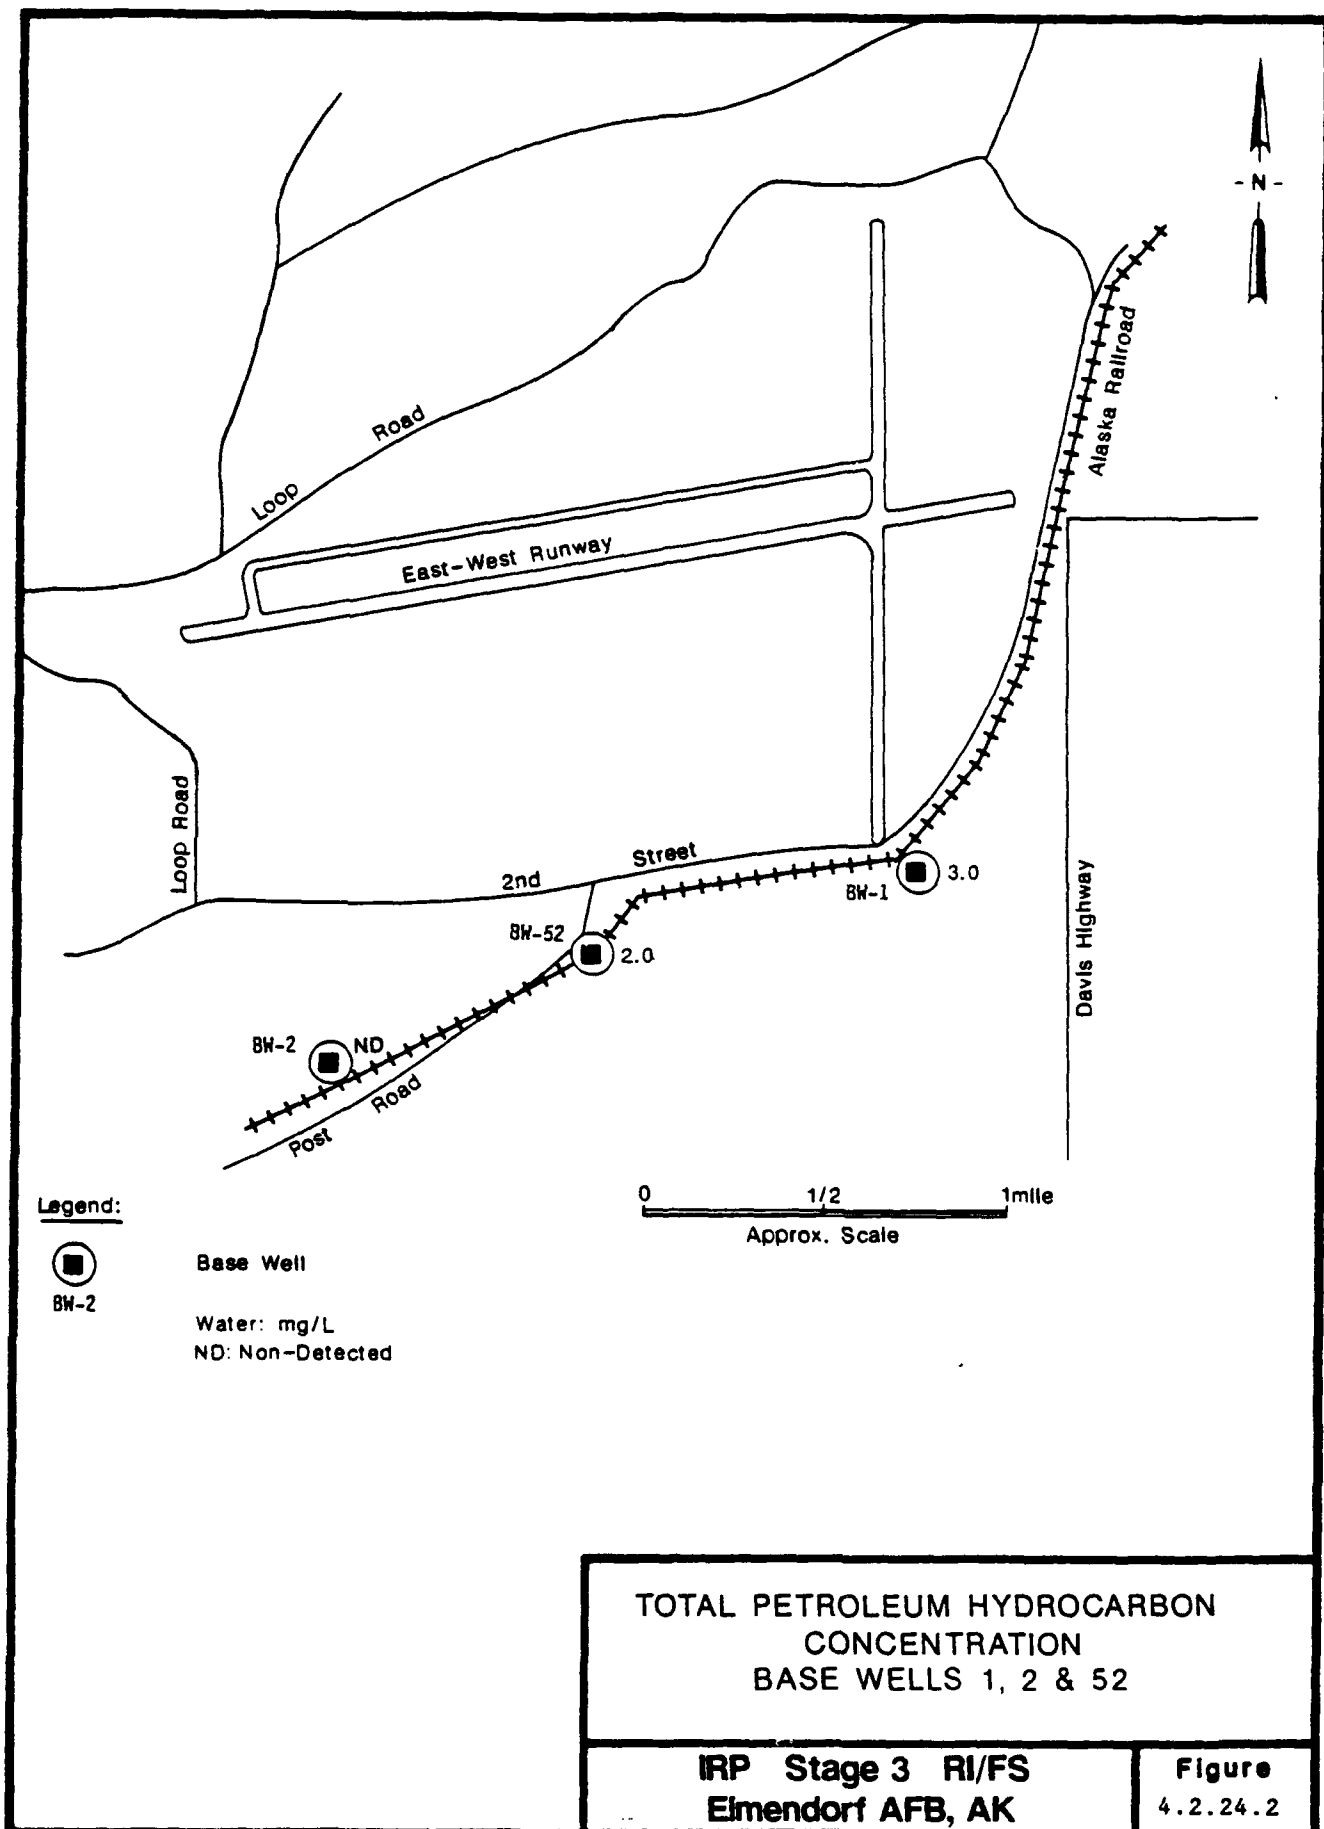 - N -
Alaska Railroad
Road
Loop
East-West Runway
Loop Road
Street
2nd
BW-1
3.0
BW-52
2.0
Davis Highway
BW-2
ND
Road
Post
0 1/2 1mile
Approx. Scale
Legend:
Base Well
BW-2
Water: mg/L
ND: Non-Detected
TOTAL PETROLEUM HYDROCARBON
CONCENTRATION
BASE WELLS 1, 2 & 52
IRP Stage 3 RI/FS
Elmendorf AFB, AK
Figure
4.2.24.2